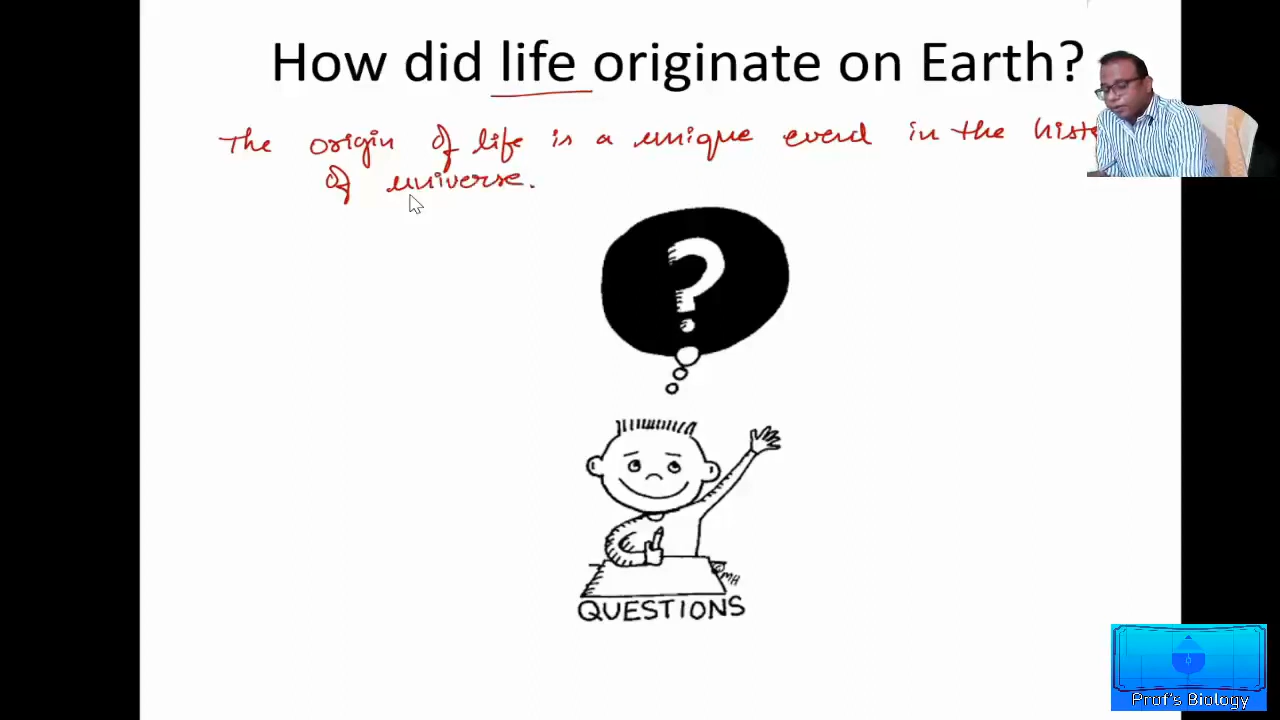 How did life originate on Earth?
The origin of life is a unique event in the
of universe.
?
MH
QUESTIONS
Prof's Biology